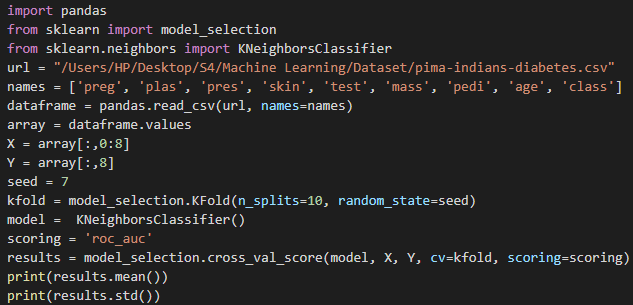 import pandas
from sklearn import model_selection
from sklearn.neighbors import KNeighborsClassifier
url = "/Users/HP/Desktop/S4/Machine Learning/Dataset/pima-indians-diabetes.csv"
names = ['preg', 'plas', 'pres', 'skin', 'test', 'mass', 'pedi', 'age', 'class']
dataframe = pandas.read_csv(url, names=names)
array = dataframe.values
X = array[:,0:8]
Y = array[:,8]
seed = 7
kfold = model_selection.KFold(n_splits=10, random_state=seed)
model =  KNeighborsClassifier()
scoring = 'roc_auc'
results = model_selection.cross_val_score(model, X, Y, cv=kfold, scoring=scoring)
print(results.mean())
print(results.std())